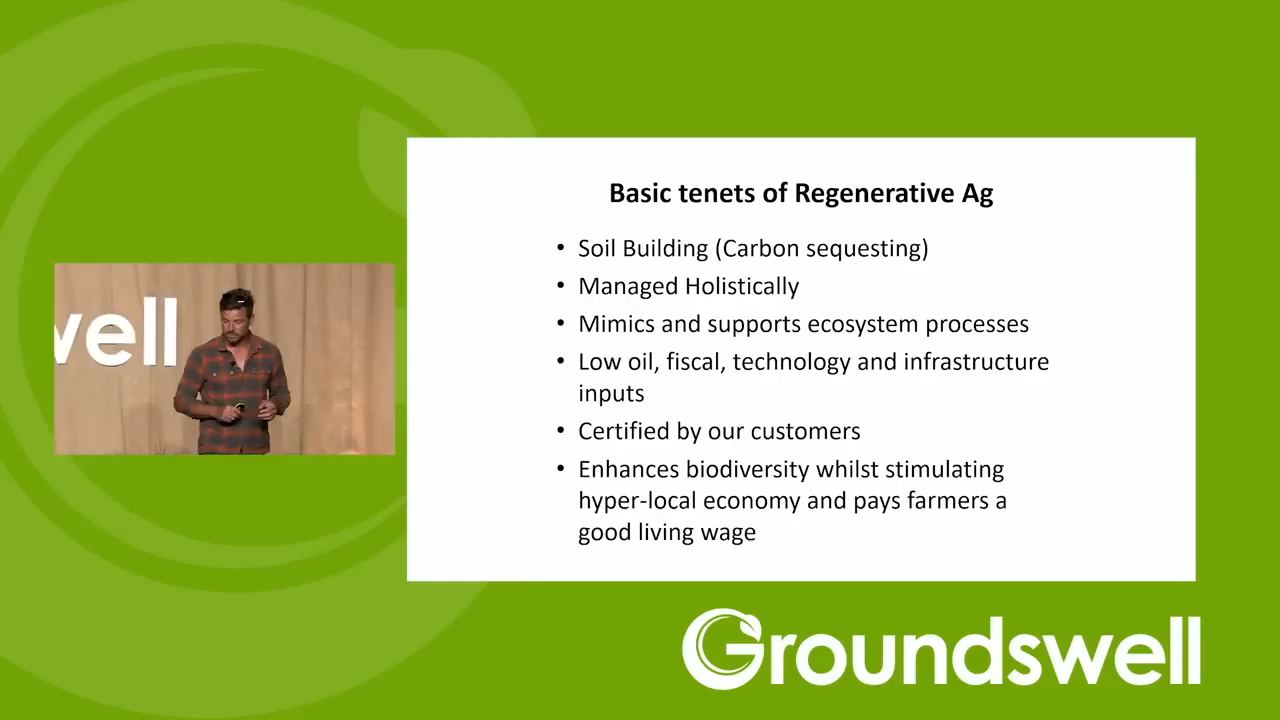 Basic tenets of Regenerative Ag
• Soil Building (Carbon sequesting)
• Managed Holistically
• Mimics and supports ecosystem processes
• Low oil, fiscal, technology and infrastructure
inputs
• Certified by our customers
• Enhances biodiversity whilst stimulating
hyper-local economy and pays farmers a
good living wage
well
Groundswell